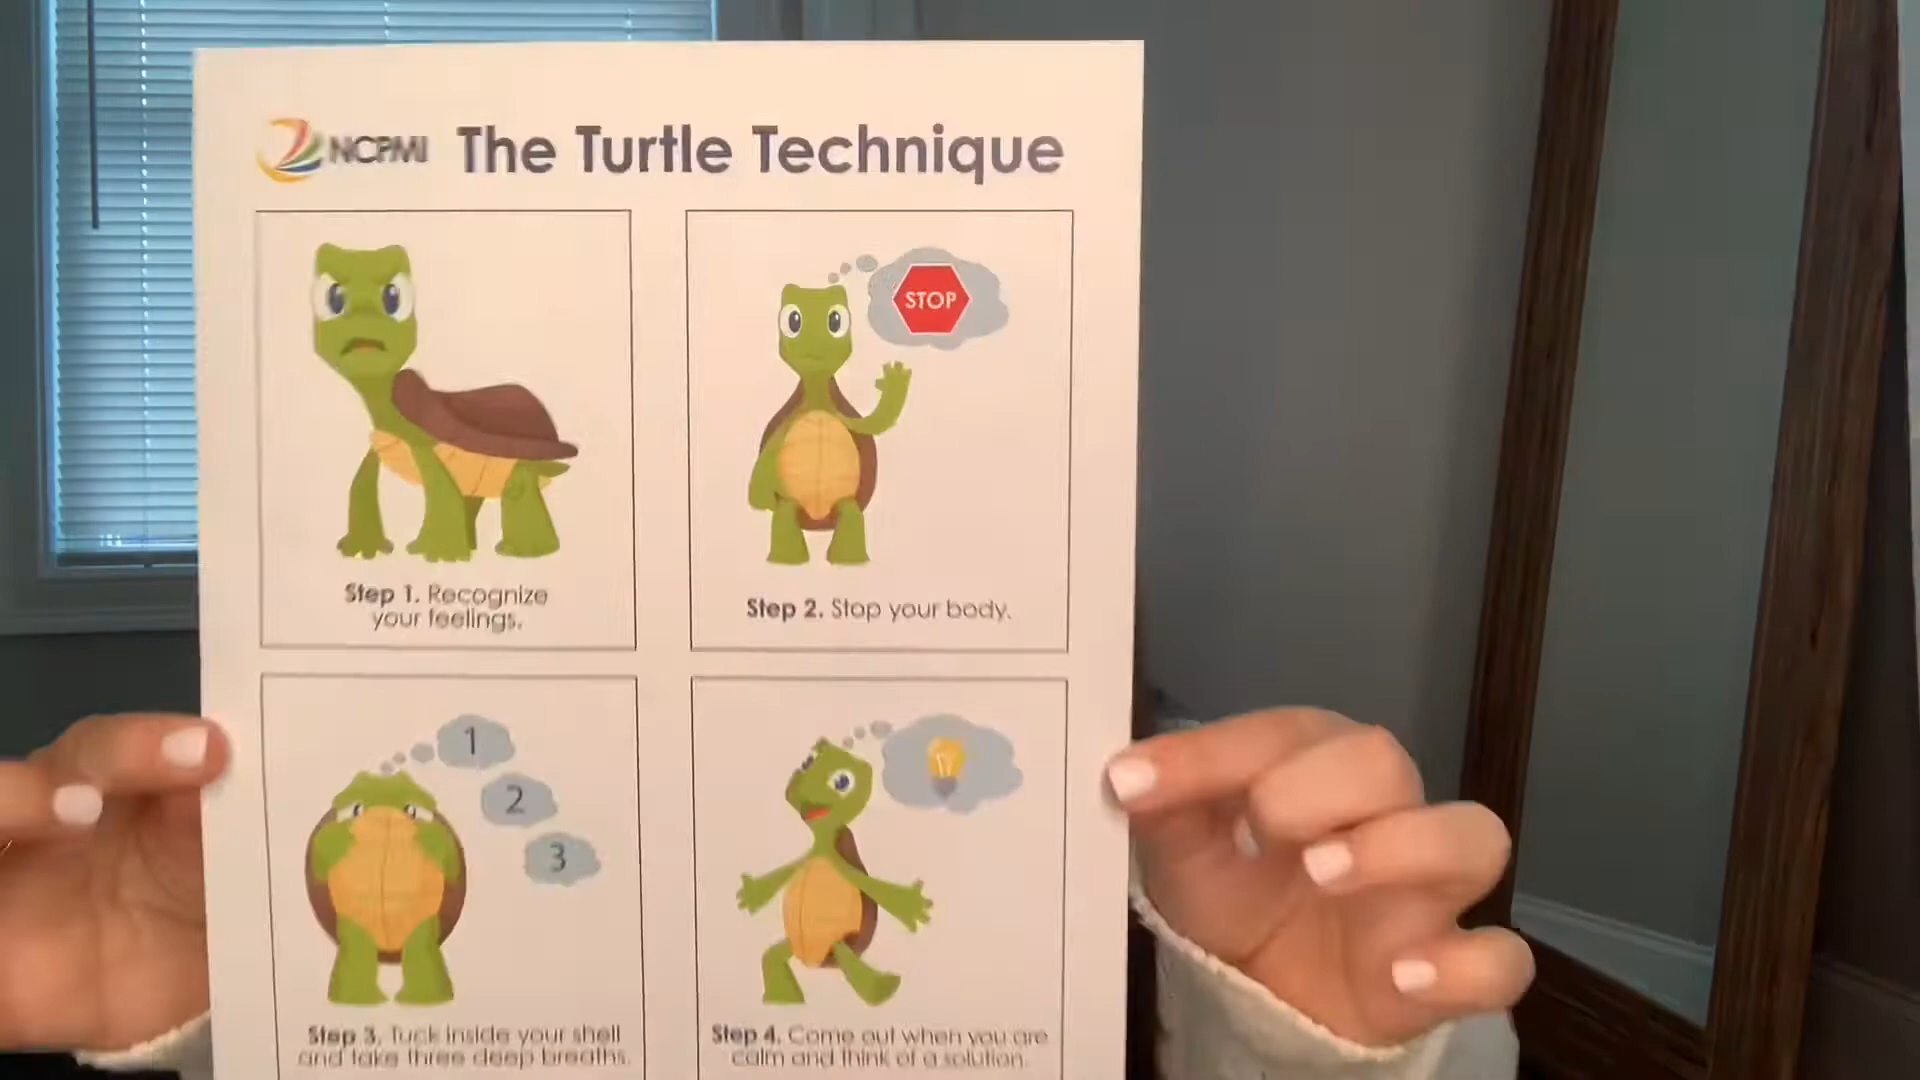 NCPMI The Turtle Technique
STOP
Step 1. Recognize
your feelings.
Step 2. Stop your body.
1
2
3
Step 3. Tuck inside your shell
and take three deep breaths.
Step 4. Come out when you are
calm and think of a solution.